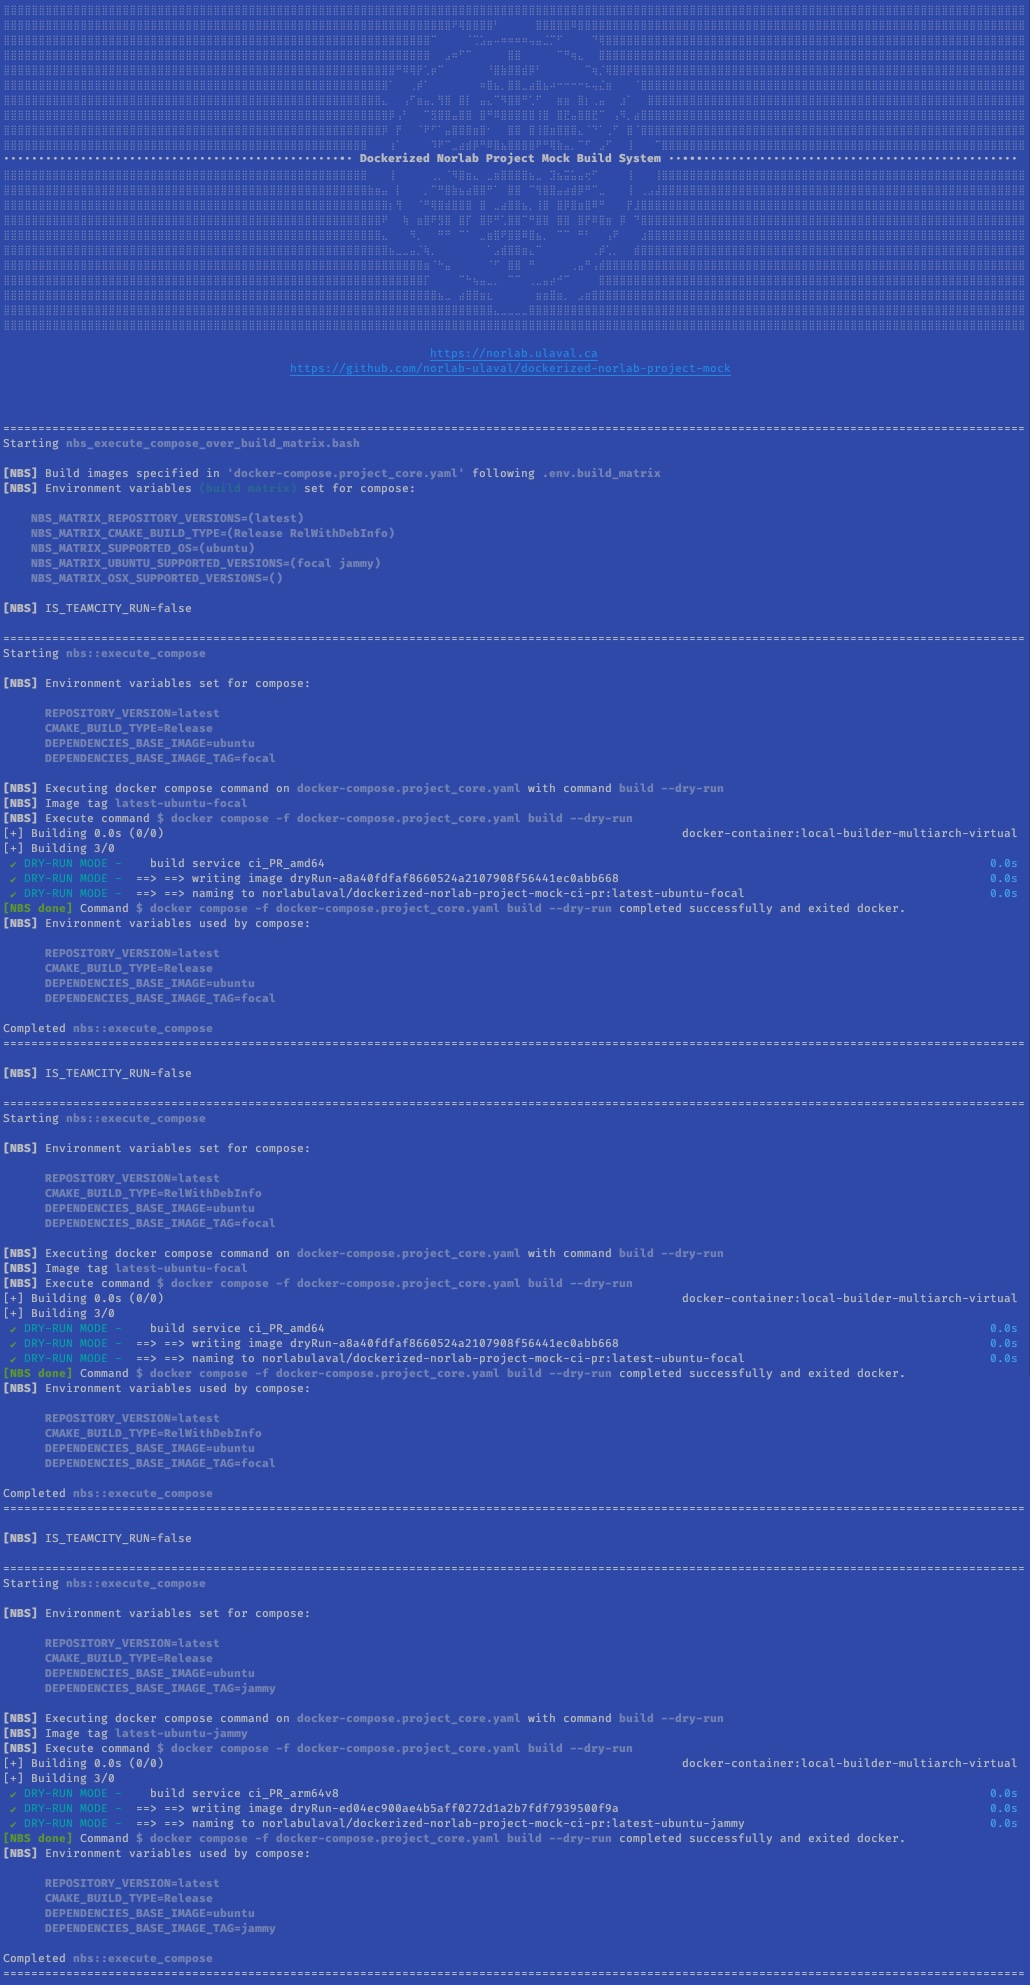 Dockerized Norlab Project Mock Build System
https://norlab.ulaval.ca
https://github.com/norlab-ulaval/dockerized-norlab-project-mock
Starting nbs_execute_compose_over_build_matrix.bash
[NBS] Build images specified in 'docker-compose.project_core.yaml' following .env.build_matrix
[NBS] Environment variables (build matrix) set for compose:
NBS_MATRIX_REPOSITORY_VERSIONS=(latest)
NBS_MATRIX_CMAKE_BUILD_TYPE=(Release RelWithDebInfo)
NBS_MATRIX_SUPPORTED_OS=(ubuntu)
NBS_MATRIX_UBUNTU_SUPPORTED_VERSIONS=(focal jammy)
NBS_MATRIX_OSX_SUPPORTED_VERSIONS=()
[NBS] IS_TEAMCITY_RUN=false
Starting nbs::execute_compose
[NBS] Environment variables set for compose:
REPOSITORY_VERSION=latest
CMAKE_BUILD_TYPE=Release
DEPENDENCIES_BASE_IMAGE=ubuntu
DEPENDENCIES_BASE_IMAGE_TAG=focal
[NBS] Executing docker compose command on docker-compose.project_core.yaml with command build --dry-run
[NBS] Image tag latest-ubuntu-focal
[NBS] Execute command $ docker compose -f docker-compose.project_core.yaml build --dry-run
[+] Building 0.0s (0/0) docker-container:local-builder-multiarch-virtual
[+] Building 3/0
✔ DRY-RUN MODE - build service ci_PR_amd64 0.0s
✔ DRY-RUN MODE - ==> ==> writing image dryRun-a8a40fdfaf8660524a2107908f56441ec0abb668 0.0s
✔ DRY-RUN MODE - ==> ==> naming to norlabulaval/dockerized-norlab-project-mock-ci-pr:latest-ubuntu-focal 0.0s
[NBS done] Command $ docker compose -f docker-compose.project_core.yaml build --dry-run completed successfully and exited docker.
[NBS] Environment variables used by compose:
REPOSITORY_VERSION=latest
CMAKE_BUILD_TYPE=Release
DEPENDENCIES_BASE_IMAGE=ubuntu
DEPENDENCIES_BASE_IMAGE_TAG=focal
Completed nbs::execute_compose
[NBS] IS_TEAMCITY_RUN=false
Starting nbs::execute_compose
[NBS] Environment variables set for compose:
REPOSITORY_VERSION=latest
CMAKE_BUILD_TYPE=RelWithDebInfo
DEPENDENCIES_BASE_IMAGE=ubuntu
DEPENDENCIES_BASE_IMAGE_TAG=focal
[NBS] Executing docker compose command on docker-compose.project_core.yaml with command build --dry-run
[NBS] Image tag latest-ubuntu-focal
[NBS] Execute command $ docker compose -f docker-compose.project_core.yaml build --dry-run
[+] Building 0.0s (0/0) docker-container:local-builder-multiarch-virtual
[+] Building 3/0
✔ DRY-RUN MODE - build service ci_PR_amd64 0.0s
✔ DRY-RUN MODE - ==> ==> writing image dryRun-a8a40fdfaf8660524a2107908f56441ec0abb668 0.0s
✔ DRY-RUN MODE - ==> ==> naming to norlabulaval/dockerized-norlab-project-mock-ci-pr:latest-ubuntu-focal 0.0s
[NBS done] Command $ docker compose -f docker-compose.project_core.yaml build --dry-run completed successfully and exited docker.
[NBS] Environment variables used by compose:
REPOSITORY_VERSION=latest
CMAKE_BUILD_TYPE=RelWithDebInfo
DEPENDENCIES_BASE_IMAGE=ubuntu
DEPENDENCIES_BASE_IMAGE_TAG=focal
Completed nbs::execute_compose
[NBS] IS_TEAMCITY_RUN=false
Starting nbs::execute_compose
[NBS] Environment variables set for compose:
REPOSITORY_VERSION=latest
CMAKE_BUILD_TYPE=Release
DEPENDENCIES_BASE_IMAGE=ubuntu
DEPENDENCIES_BASE_IMAGE_TAG=jammy
[NBS] Executing docker compose command on docker-compose.project_core.yaml with command build --dry-run
[NBS] Image tag latest-ubuntu-jammy
[NBS] Execute command $ docker compose -f docker-compose.project_core.yaml build --dry-run
[+] Building 0.0s (0/0) docker-container:local-builder-multiarch-virtual
[+] Building 3/0
✔ DRY-RUN MODE - build service ci_PR_arm64v8 0.0s
✔ DRY-RUN MODE - ==> ==> writing image dryRun-ed04ec900ae4b5aff0272d1a2b7fdf7939500f9a 0.0s
✔ DRY-RUN MODE - ==> ==> naming to norlabulaval/dockerized-norlab-project-mock-ci-pr:latest-ubuntu-jammy 0.0s
[NBS done] Command $ docker compose -f docker-compose.project_core.yaml build --dry-run completed successfully and exited docker.
[NBS] Environment variables used by compose:
REPOSITORY_VERSION=latest
CMAKE_BUILD_TYPE=Release
DEPENDENCIES_BASE_IMAGE=ubuntu
DEPENDENCIES_BASE_IMAGE_TAG=jammy
Completed nbs::execute_compose